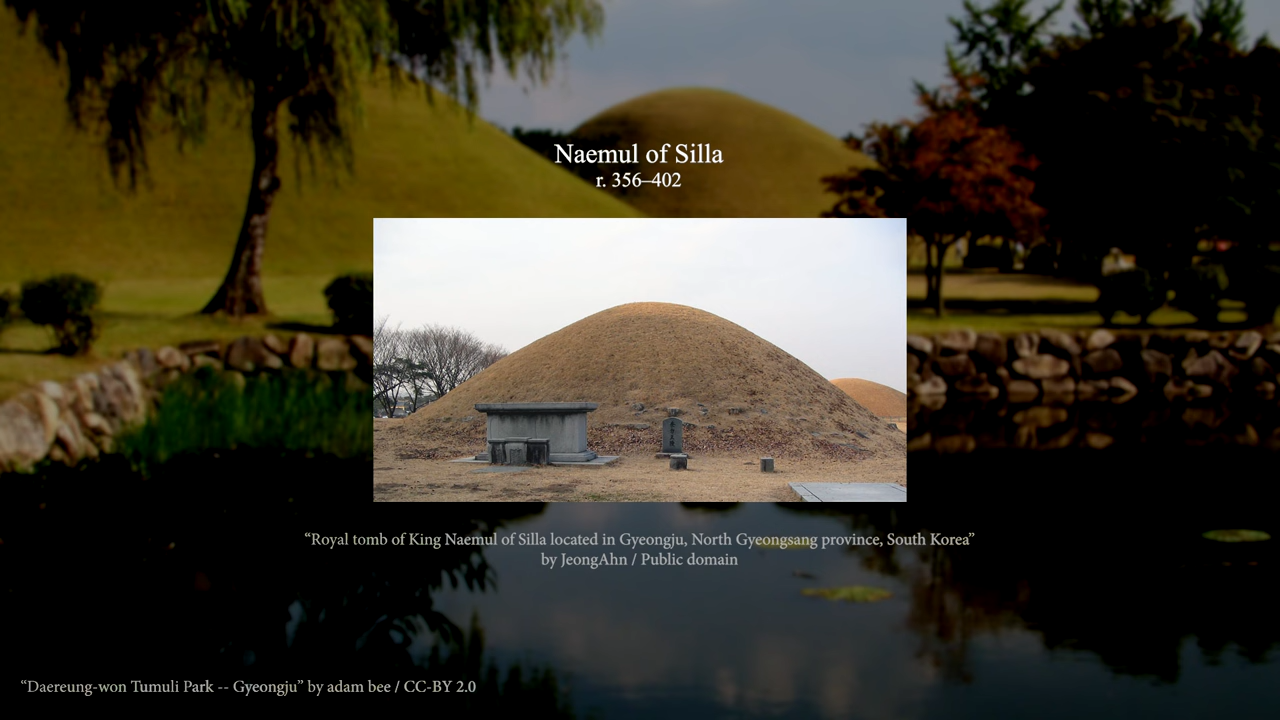 Naemul of Silla
r. 356–402
“Royal tomb of King Naemul of Silla located in Gyeongju, North Gyeongsang province, South Korea”
by JeongAhn / Public domain
“Daereung-won Tumuli Park -- Gyeongju” by adam bee / CC-BY 2.0